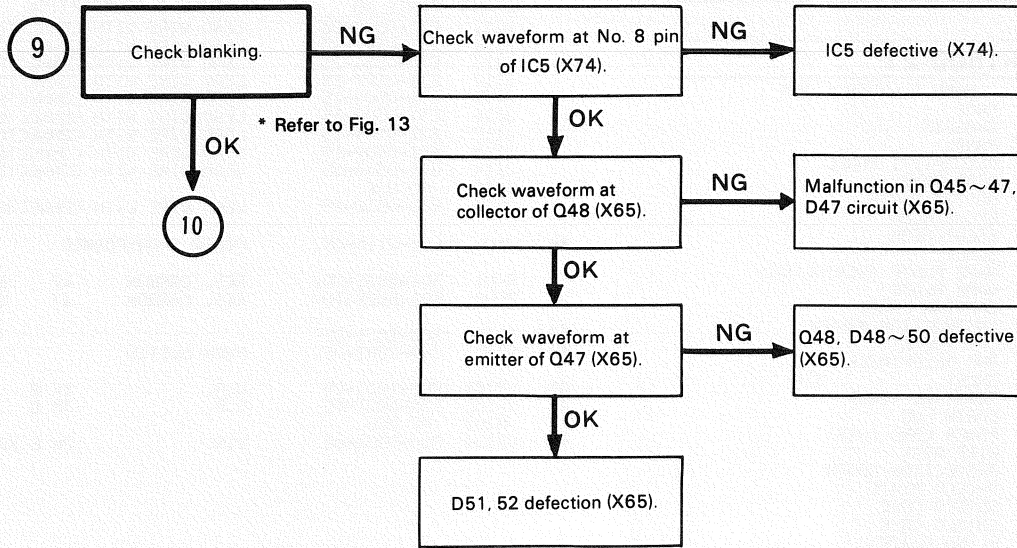 9
Check blanking.
NG
Check waveform at No. 8 pin
of IC5 (X74).
NG
IC5 defective (X74).
OK
* Refer to Fig. 13
10
OK
Check waveform at
collector of Q48 (X65).
NG
Malfunction in Q45~47,
D47 circuit (X65).
OK
Check waveform at
emitter of Q47 (X65).
NG
Q48, D48~50 defective
(X65).
OK
D51, 52 defection (X65).